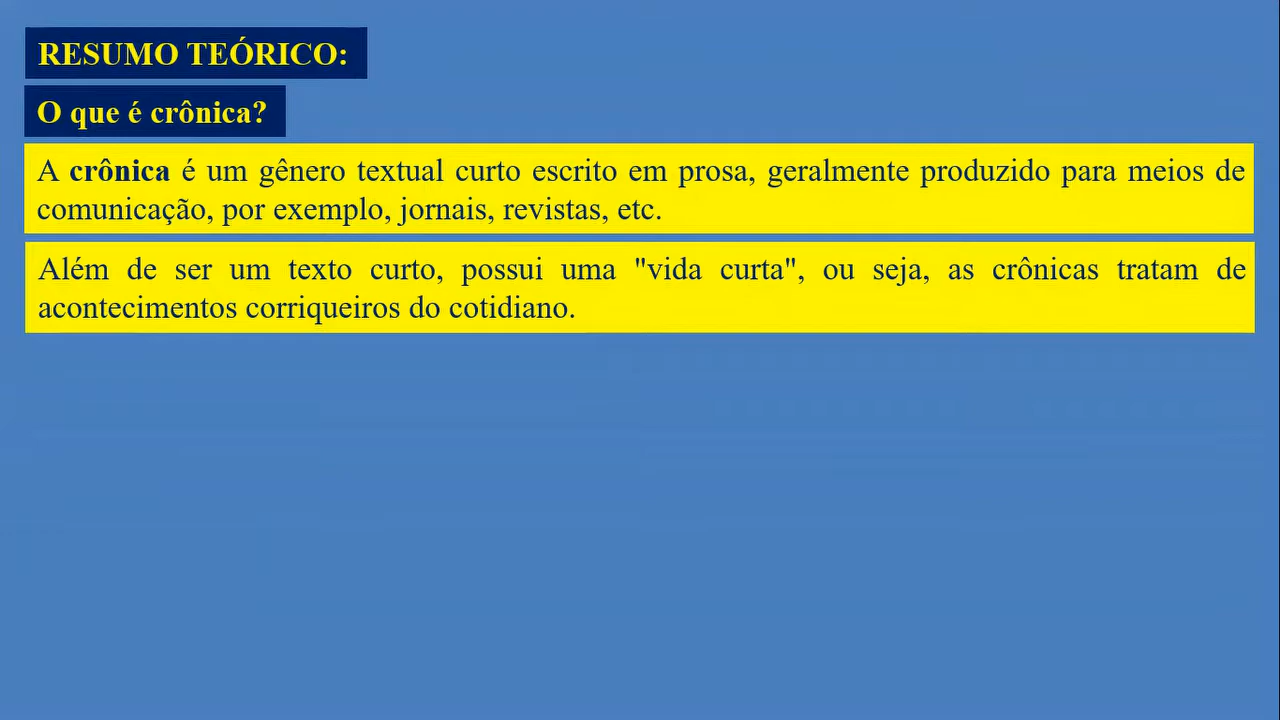 RESUMO TEÓRICO:
O que é crônica?
A crônica é um gênero textual curto escrito em prosa, geralmente produzido para meios de
comunicação, por exemplo, jornais, revistas, etc.
Além de ser um texto curto, possui uma "vida curta", ou seja, as crônicas tratam de
acontecimentos corriqueiros do cotidiano.